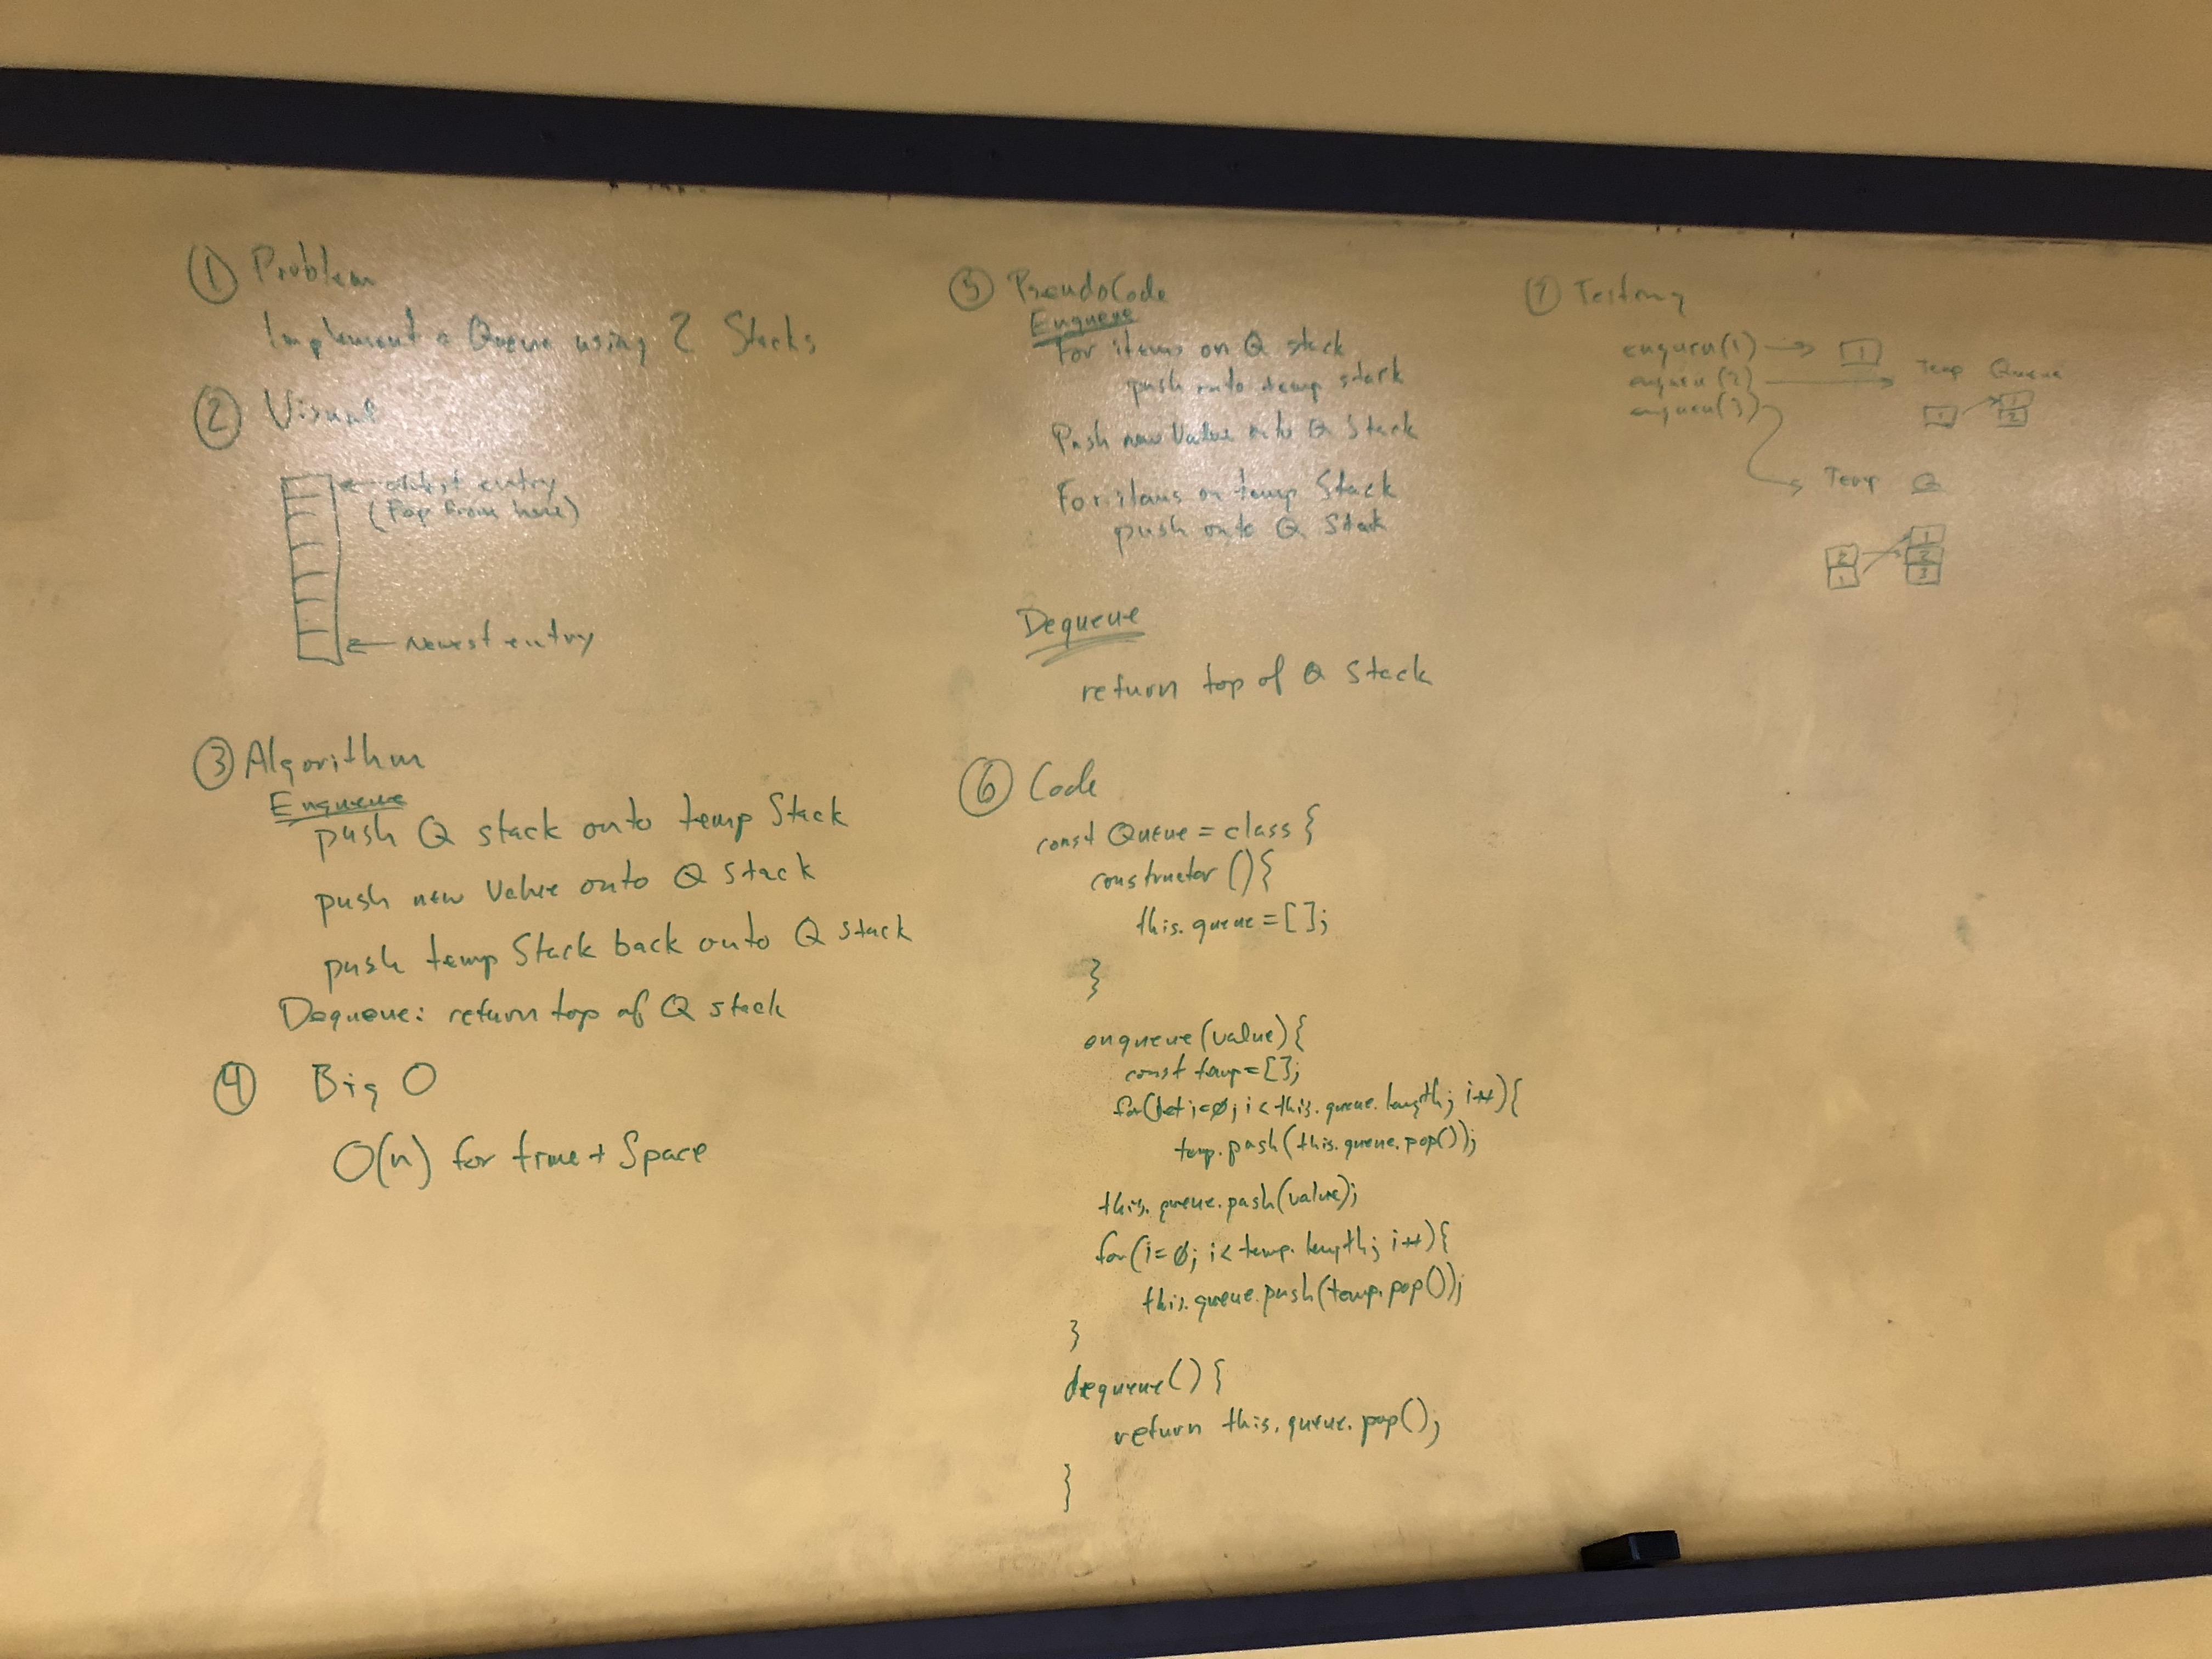 ① Problem
Implement a Queue using 2 Stacks
② Visual
oldest entry
(Pop from here)
Newest entry
③ Algorithm
Enqueue
push Q stack onto temp Stack
push new Value onto Q Stack
push temp Stack back onto Q stack
Dequeue: return top of Q stack
④ Big O
O(n) for time + Space
⑤ PseudoCode
Enqueue
For items on Q stack
push onto temp stack
Push new Value onto Q Stack
For items on temp Stack
push onto Q Stack
Dequeue
return top of Q Stack
⑥ Code
const Queue = class {
constructor () {
this.queue = [];
}
enqueue (value) {
const temp = [];
for(let i=0; i < this.queue.length; i++){
temp.push(this.queue.pop());
this.queue.push(value);
for(i=0; i < temp.length; i++){
this.queue.push(temp.pop());
}
dequeue () {
return this.queue.pop();
}
⑦ Testing
enqueu(1) → 1
enqueu(2) → Temp Queue
enqueu(3)
1 1
2
Temp Q
2 1
1 2
3